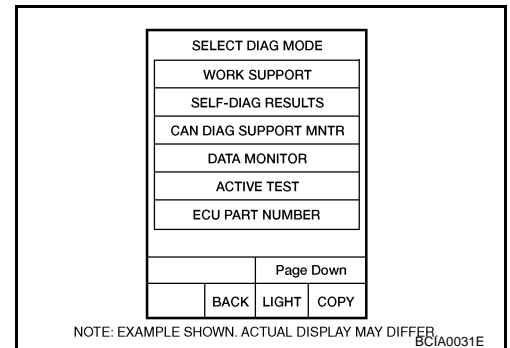 SELECT DIAG MODE
WORK SUPPORT
SELF-DIAG RESULTS
CAN DIAG SUPPORT MNTR
DATA MONITOR
ACTIVE TEST
ECU PART NUMBER
Page Down
BACK LIGHT COPY
NOTE: EXAMPLE SHOWN. ACTUAL DISPLAY MAY DIFFER.
BCIA0031E